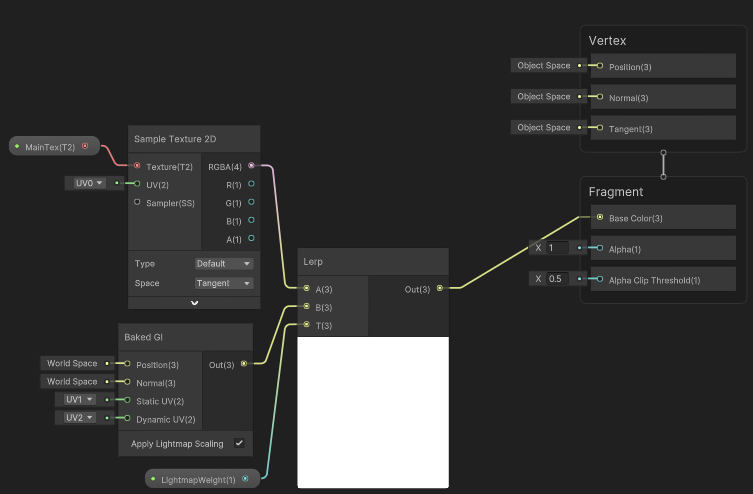 Vertex
Object Space
Position(3)
Object Space
Normal(3)
Object Space
Tangent(3)
Fragment
Base Color(3)
X 1
Alpha(1)
X 0.5
Alpha Clip Threshold(1)
MainTex(T2)
Sample Texture 2D
Texture(T2)
RGBA(4)
UV0
UV(2)
R(1)
Sampler(SS)
G(1)
B(1)
A(1)
Type
Default
Space
Tangent
Lerp
A(3)
Out(3)
B(3)
T(3)
Baked GI
World Space
Position(3)
Out(3)
World Space
Normal(3)
UV1
Static UV(2)
UV2
Dynamic UV(2)
Apply Lightmap Scaling
LightmapWeight(1)